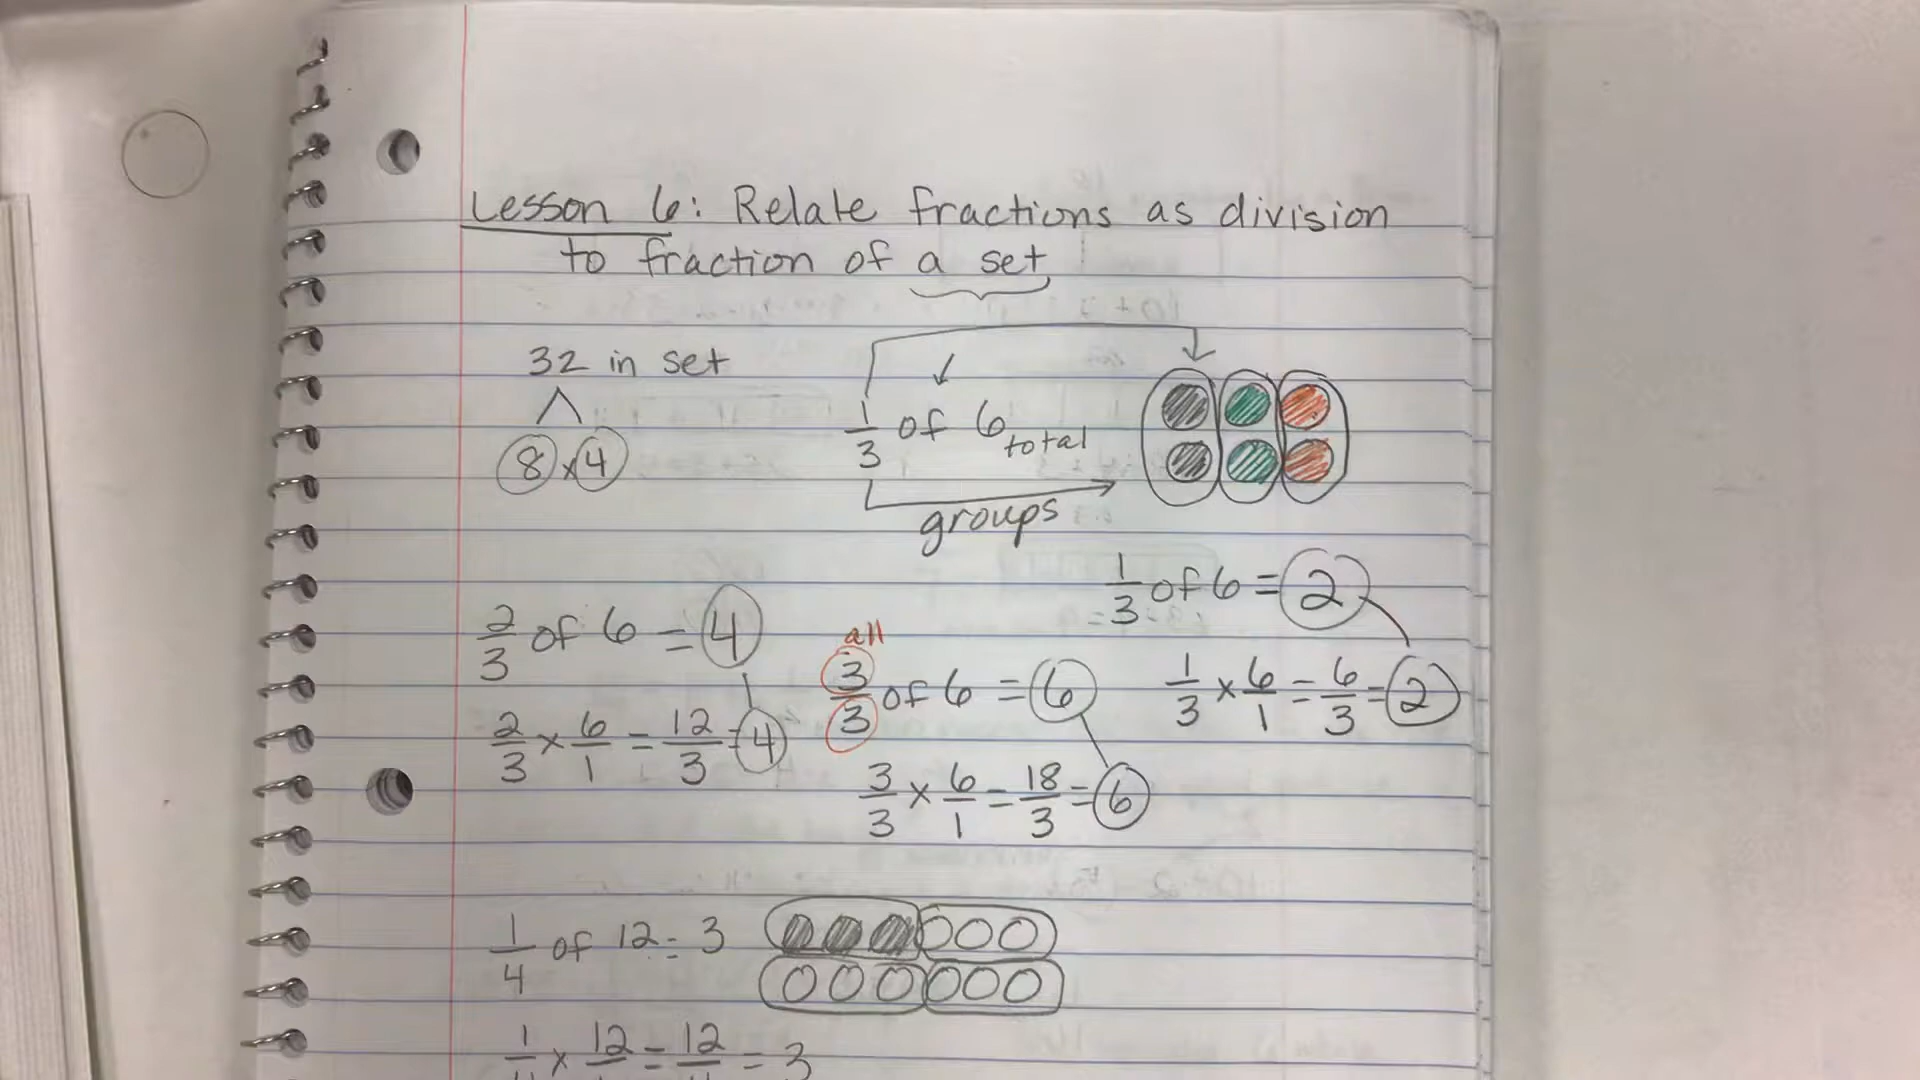 Lesson 6: Relate fractions as division
to fraction of a set
32 in set
8 x 4
1/3 of 6 total
groups
1/3 of 6 = 2
1/3 x 6/1 = 6/3 = 2
2/3 of 6 = 4
2/3 x 6/1 = 12/3 = 4
all
3/3 of 6 = 6
3/3 x 6/1 = 18/3 = 6
1/4 of 12 = 3